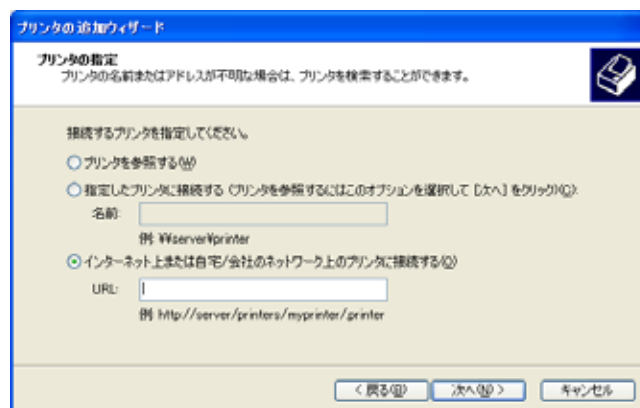 プリンタの追加ウィザード
プリンタの指定
プリンタの名前またはアドレスが不明な場合は、プリンタを検索することができます。
接続するプリンタを指定してください。
プリンタを参照する(W)
指定したプリンタに接続する (プリンタを参照するにはこのオプションを選択して [次へ] をクリック)(C):
名前:
例: ¥¥server¥printer
インターネット上または自宅/会社のネットワーク上のプリンタに接続する(O)
URL:
例: http://server/printers/myprinter/printer
< 戻る(B)
次へ(N) >
キャンセル